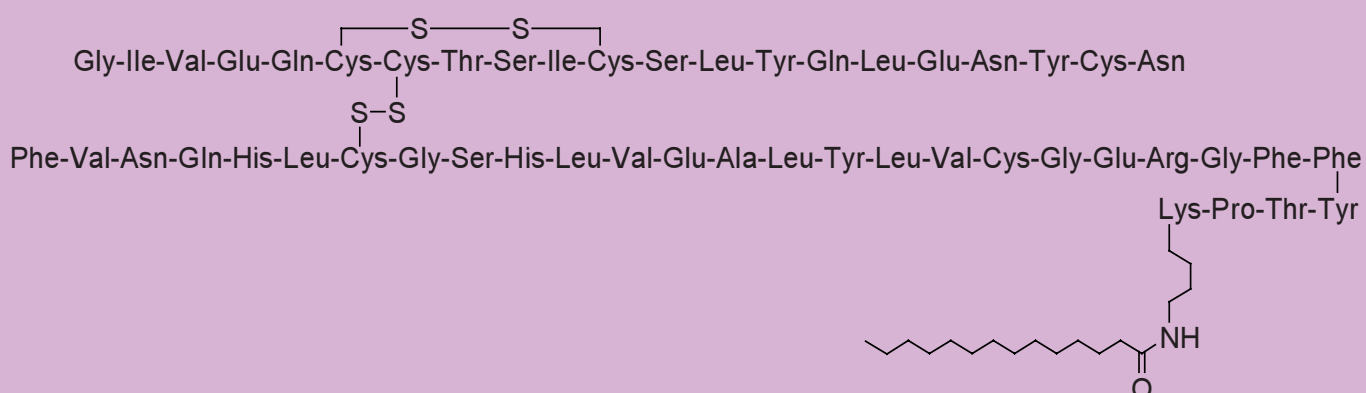 S S
Gly-Ile-Val-Glu-Gln-Cys-Cys-Thr-Ser-Ile-Cys-Ser-Leu-Tyr-Gln-Leu-Glu-Asn-Tyr-Cys-Asn
S-S
Phe-Val-Asn-Gln-His-Leu-Cys-Gly-Ser-His-Leu-Val-Glu-Ala-Leu-Tyr-Leu-Val-Cys-Gly-Glu-Arg-Gly-Phe-Phe
Lys-Pro-Thr-Tyr
NH
O